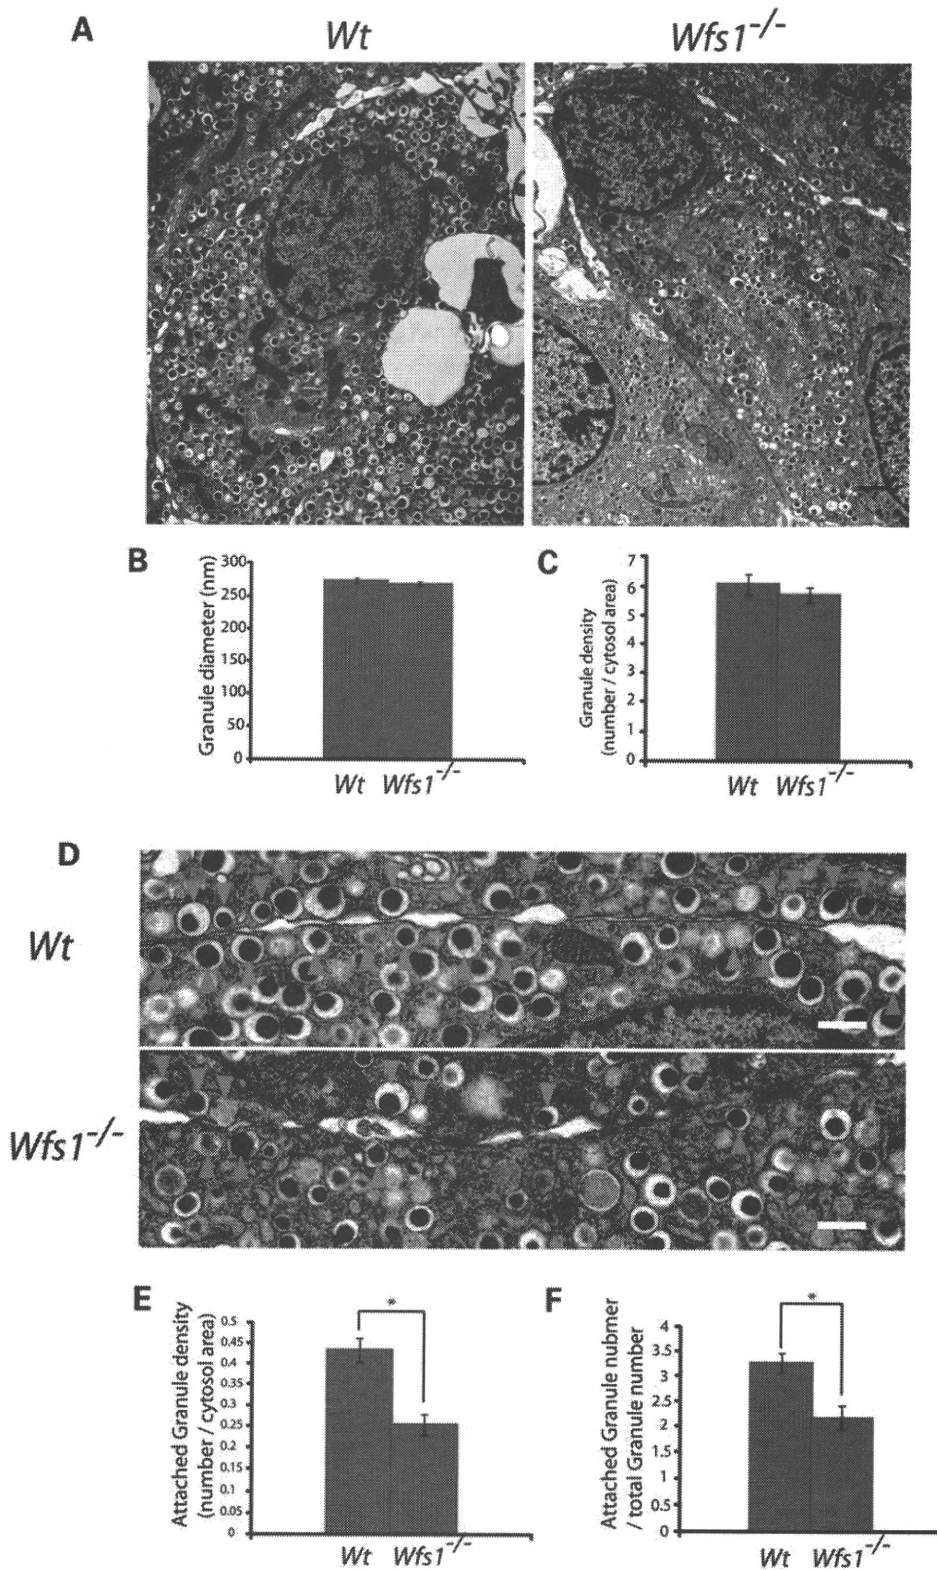 A
Wt
Wfs1-/-
B
Granule diameter (nm)
300
250
200
150
100
50
0
Wt
Wfs1-/-
C
Granule density
(number / cytosol area)
7
6
5
4
3
2
1
0
Wt
Wfs1-/-
D
Wt
Wfs1-/-
E
Attached Granule density
(number / cytosol area)
0.5
0.45
0.4
0.35
0.3
0.25
0.2
0.15
0.1
0.05
0
*
Wt
Wfs1-/-
F
Attached Granule nubmer
/ total Granule number
4
3.5
3
2.5
2
1.5
1
0.5
0
*
Wt
Wfs1-/-